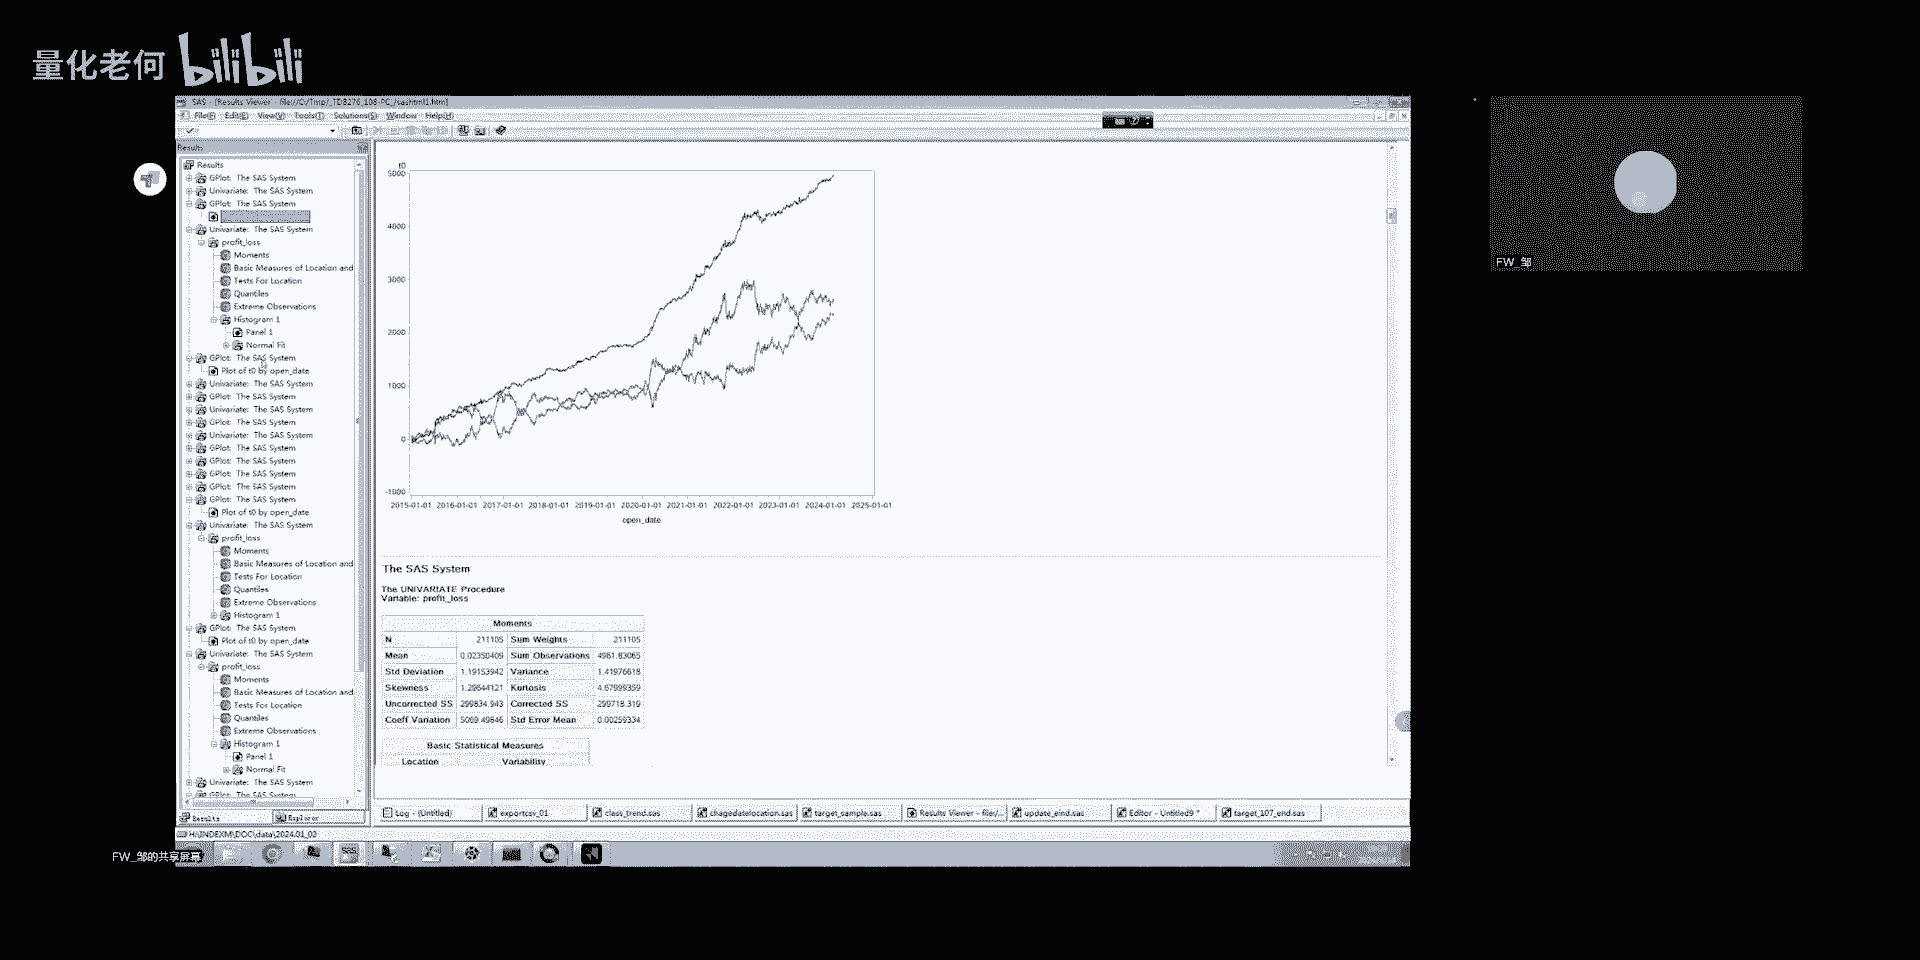 量化老何 bilibili
SAS - [Results Viewer - file://C:/Tmp/_TD8276_108-PC_/sashtml1.htm]
File(F) Edit(E) View(V) Tools(T) Solutions(S) Window Help(H)
Results
Results
GPlot: The SAS System
Univariate: The SAS System
GPlot: The SAS System
Univariate: The SAS System
profit_loss
Moments
Basic Measures of Location and
Tests For Location
Quantiles
Extreme Observations
Histogram 1
Panel 1
Normal Fit
GPlot: The SAS System
Plot of t0 by open_date
Univariate: The SAS System
GPlot: The SAS System
Univariate: The SAS System
GPlot: The SAS System
Univariate: The SAS System
GPlot: The SAS System
GPlot: The SAS System
GPlot: The SAS System
GPlot: The SAS System
GPlot: The SAS System
Plot of t0 by open_date
Univariate: The SAS System
profit_loss
Moments
Basic Measures of Location and
Tests For Location
Quantiles
Extreme Observations
Histogram 1
GPlot: The SAS System
Plot of t0 by open_date
Univariate: The SAS System
profit_loss
Moments
Basic Measures of Location and
Tests For Location
Quantiles
Extreme Observations
Histogram 1
Panel 1
Normal Fit
Univariate: The SAS System
GPlot: The SAS System
Results Explorer
t0
5000
4000
3000
2000
1000
0
-1000
2015-01-01 2016-01-01 2017-01-01 2018-01-01 2019-01-01 2020-01-01 2021-01-01 2022-01-01 2023-01-01 2024-01-01 2025-01-01
open_date
The SAS System
The UNIVARIATE Procedure
Variable: profit_loss
Moments
N 211105 Sum Weights 211105
Mean 0.02350409 Sum Observations 4961.83065
Std Deviation 1.19153942 Variance 1.41976618
Skewness 1.29644121 Kurtosis 4.67999359
Uncorrected SS 299834.943 Corrected SS 299718.319
Coeff Variation 5069.49846 Std Error Mean 0.00259334
Basic Statistical Measures
Location Variability
Log - (Untitled) exportcsv_01 class_trend.sas chagedatelocation.sas target_sample.sas Results Viewer - file:/... update_eind.sas Editor - Untitled9 * target_107_end.sas
H:\INDEXM\DOC\data\2024.01_02
FW_邹的共享屏幕
FW_邹